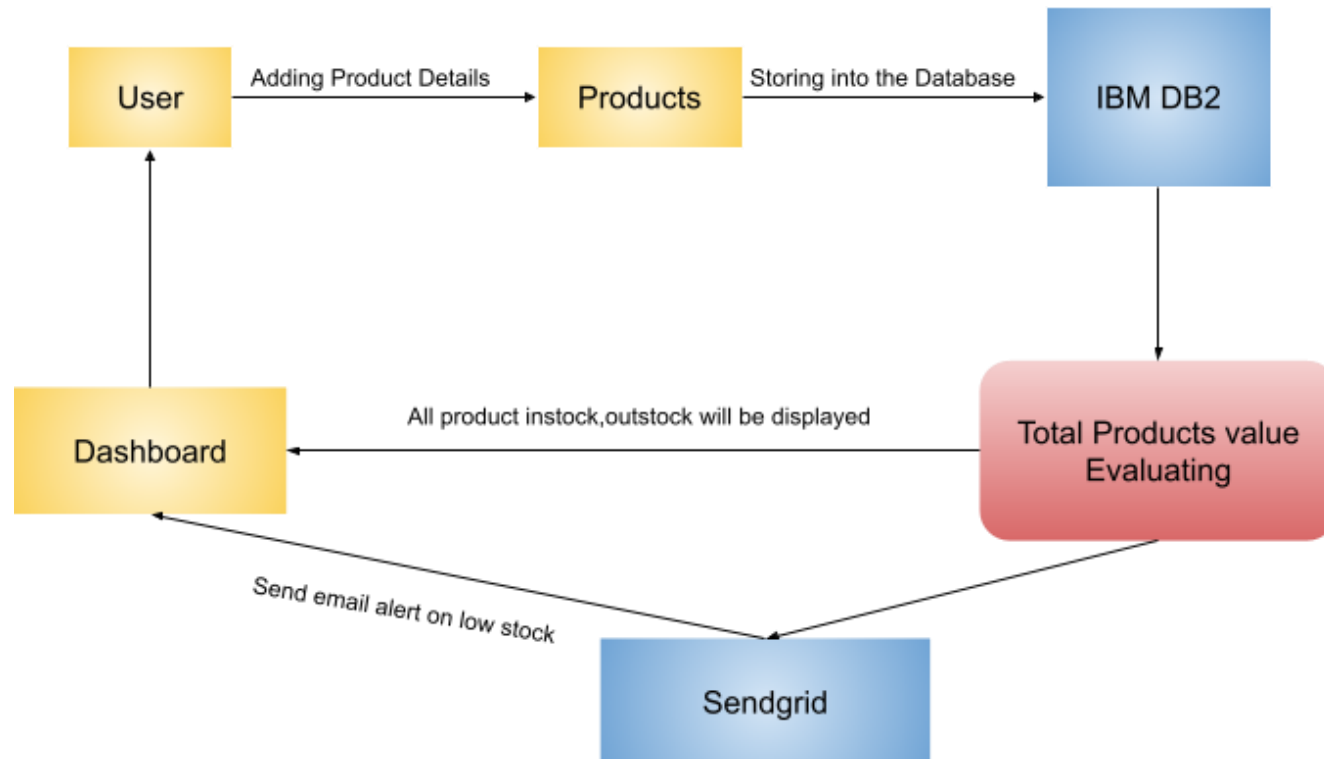 User
Adding Product Details
Products
Storing into the Database
IBM DB2
Dashboard
All product instock,outstock will be displayed
Total Products value
Evaluating
Send email alert on low stock
Sendgrid